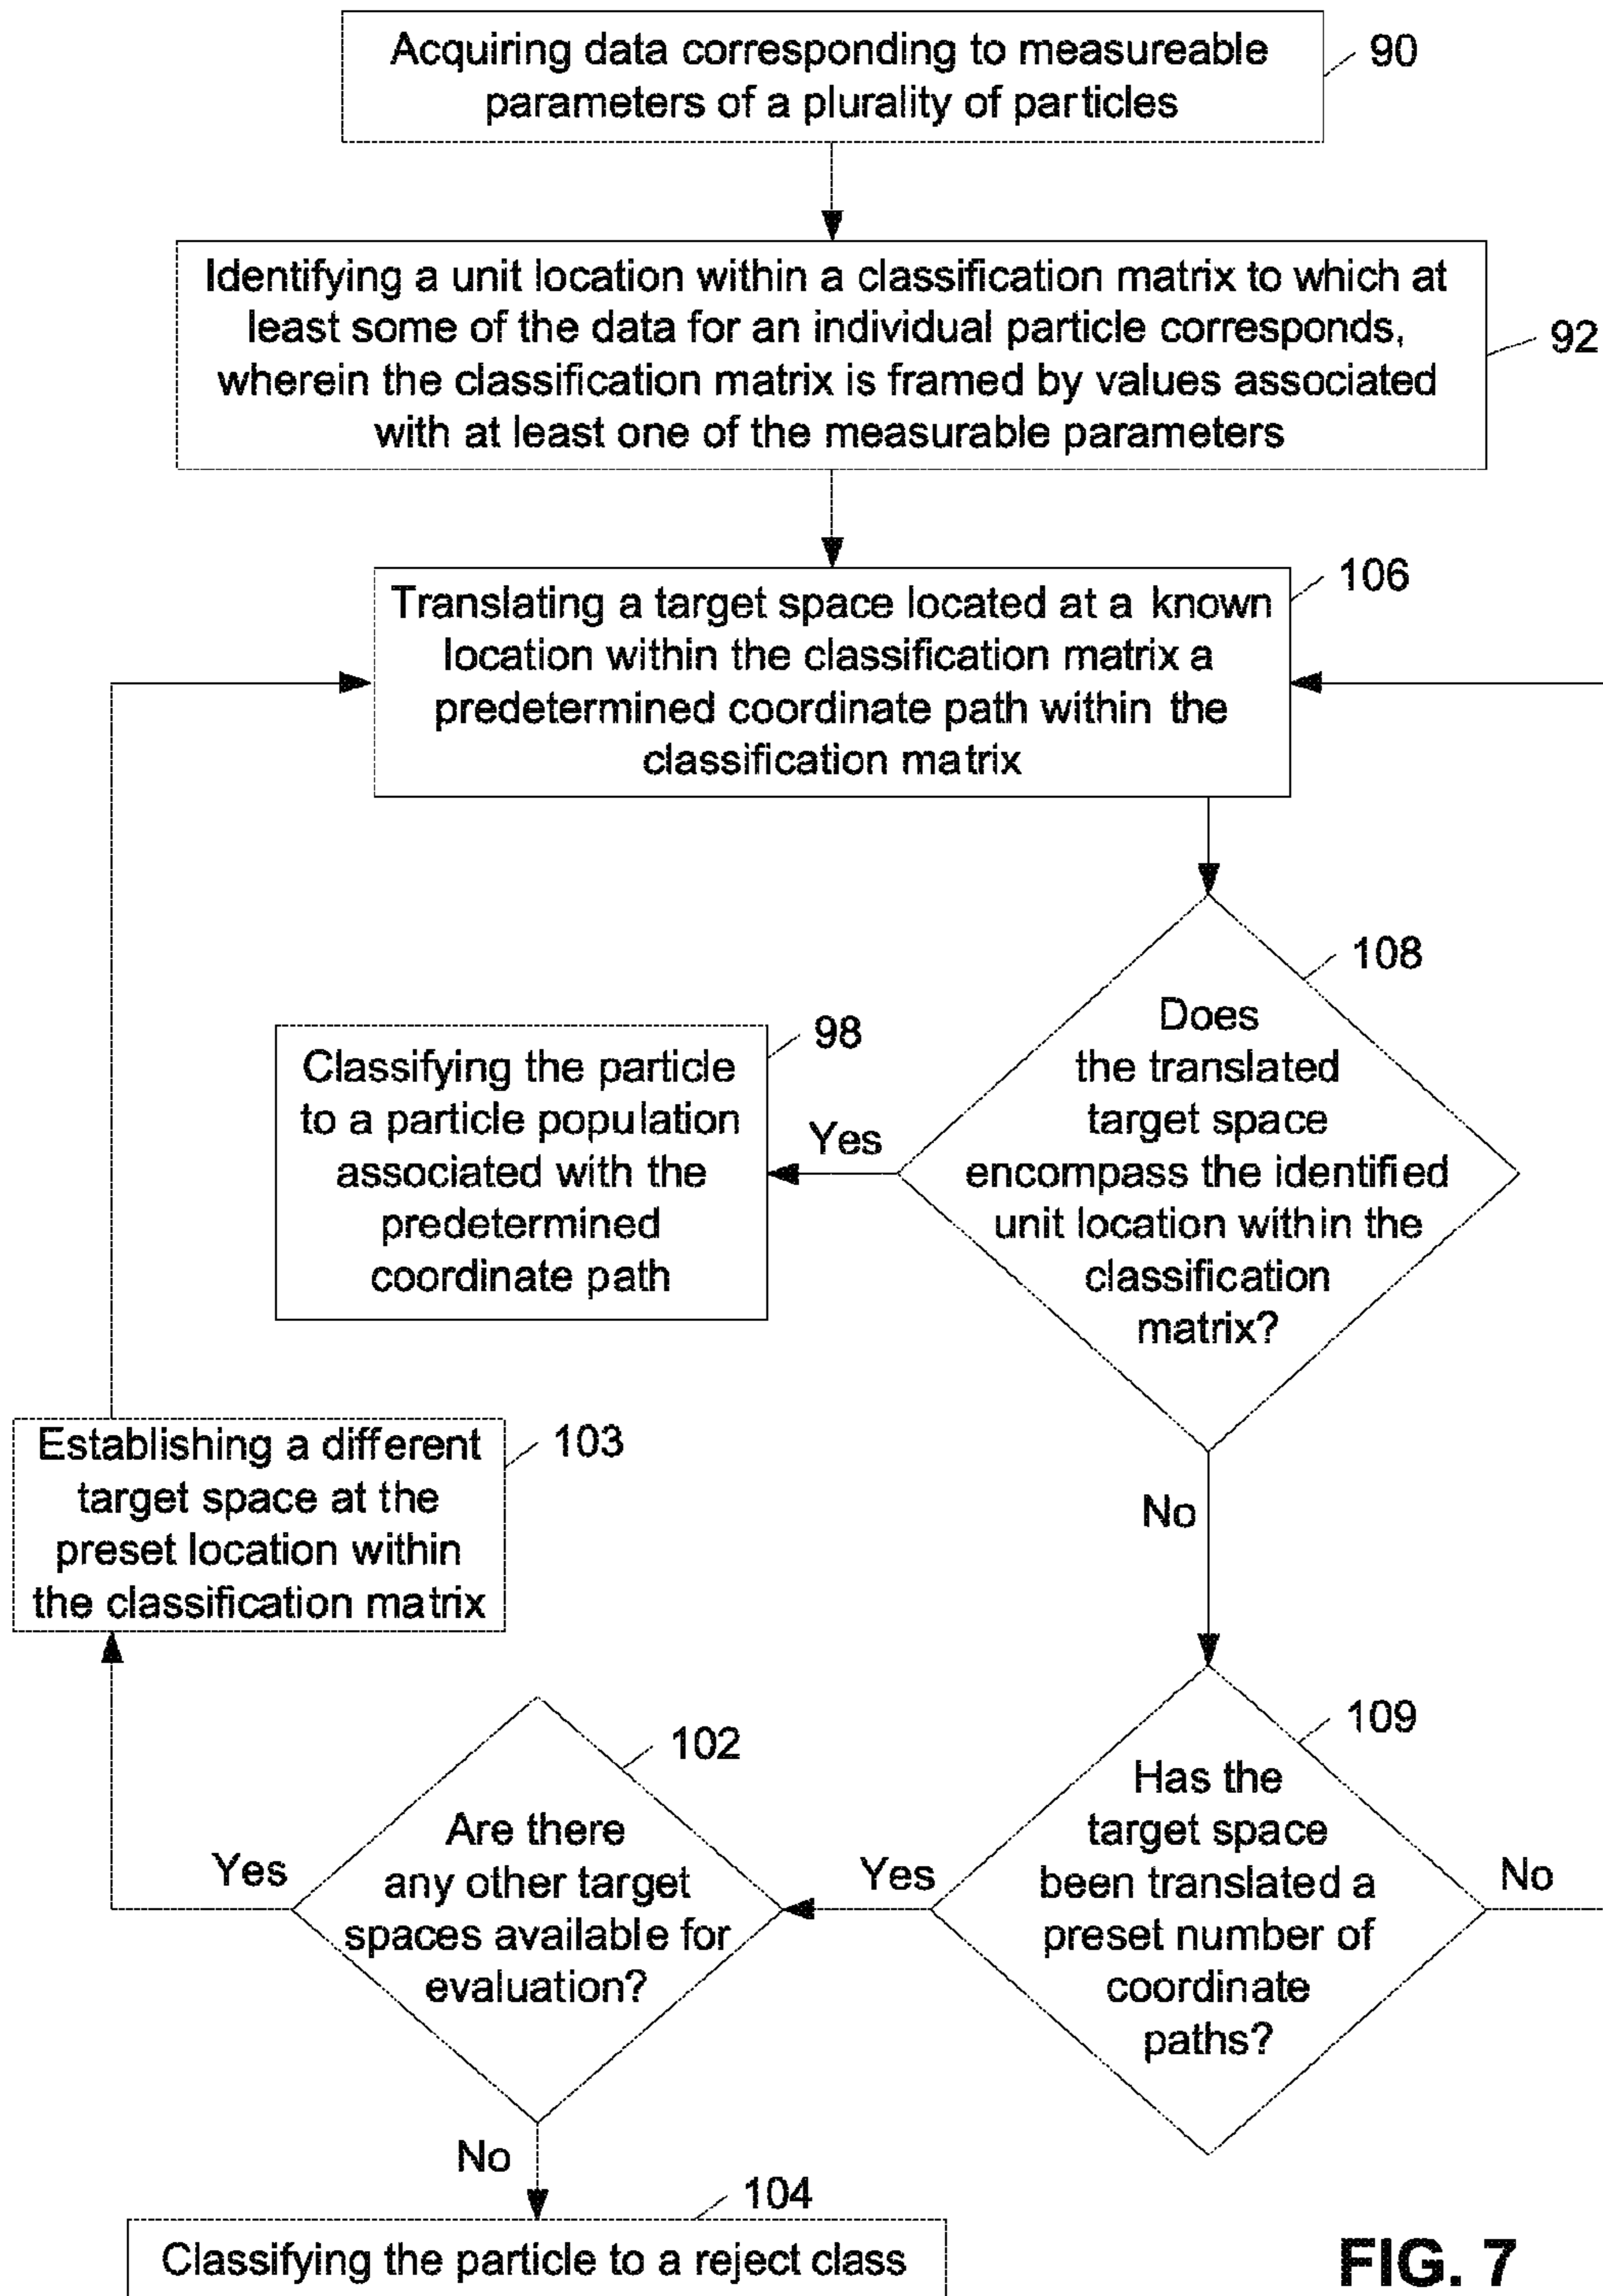 Acquiring data corresponding to measureable
parameters of a plurality of particles
90
Identifying a unit location within a classification matrix to which at
least some of the data for an individual particle corresponds,
wherein the classification matrix is framed by values associated
with at least one of the measurable parameters
92
Translating a target space located at a known
location within the classification matrix a
predetermined coordinate path within the
classification matrix
106
Does
the translated
target space
encompass the identified
unit location within the
classification
matrix?
108
Yes
Classifying the particle
to a particle population
associated with the
predetermined
coordinate path
98
No
Has the
target space
been translated a
preset number of
coordinate
paths?
109
No
Yes
Are there
any other target
spaces available for
evaluation?
102
Yes
Establishing a different
target space at the
preset location within
the classification matrix
103
No
Classifying the particle to a reject class
104
FIG. 7